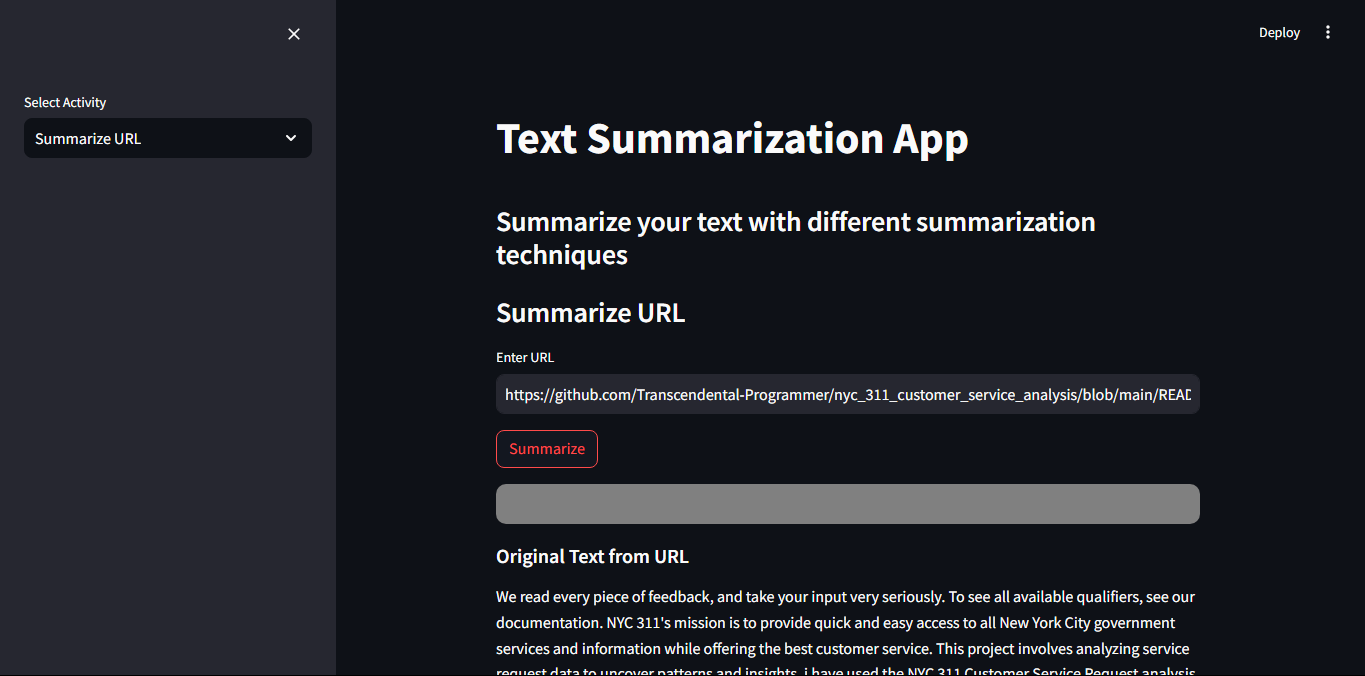 Deploy
Select Activity
Summarize URL
Text Summarization App
Summarize your text with different summarization
techniques
Summarize URL
Enter URL
https://github.com/Transcendental-Programmer/nyc_311_customer_service_analysis/blob/main/READ
Summarize
Original Text from URL
We read every piece of feedback, and take your input very seriously. To see all available qualifiers, see our
documentation. NYC 311's mission is to provide quick and easy access to all New York City government
services and information while offering the best customer service. This project involves analyzing service
request data to uncover patterns and insights. i have used the NYC 311 Customer Service Request analysis